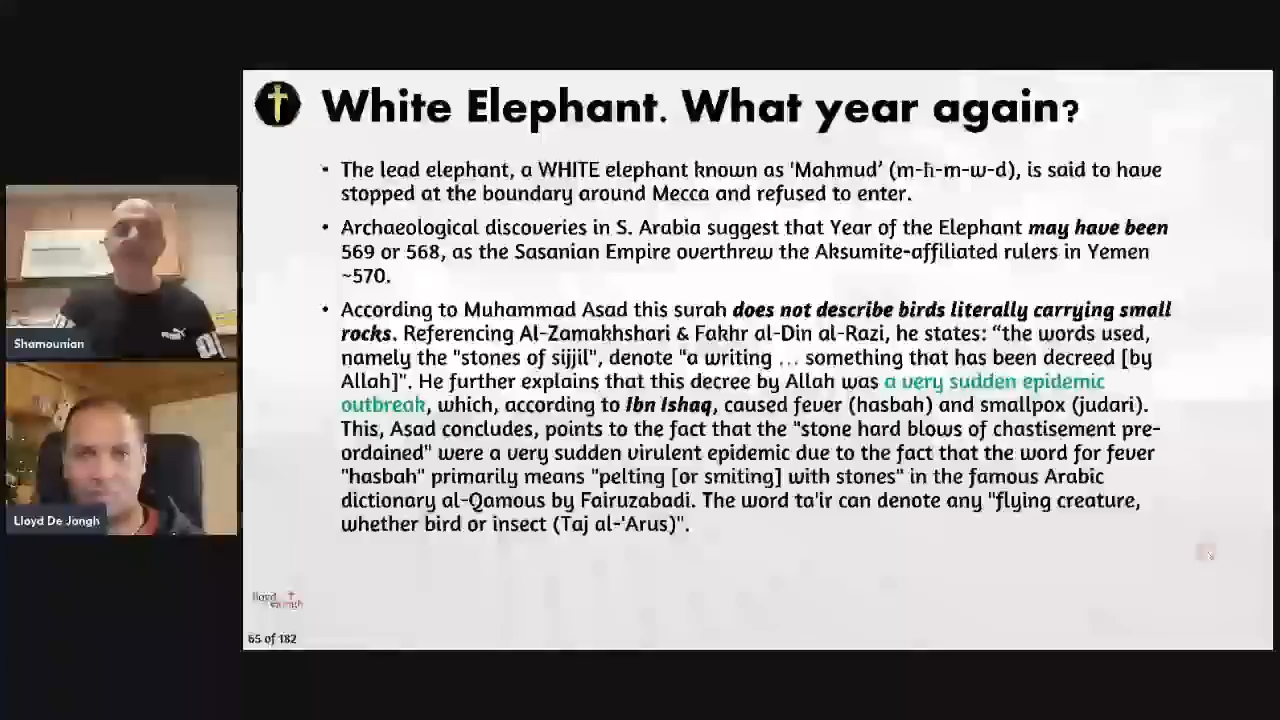 White Elephant. What year again?
• The lead elephant, a WHITE elephant known as 'Mahmud’ (m-ħ-m-w-d), is said to have
stopped at the boundary around Mecca and refused to enter.
• Archaeological discoveries in S. Arabia suggest that Year of the Elephant may have been
569 or 568, as the Sasanian Empire overthrew the Aksumite-affiliated rulers in Yemen
~570.
• According to Muhammad Asad this surah does not describe birds literally carrying small
rocks. Referencing Al-Zamakhshari & Fakhr al-Din al-Razi, he states: “the words used,
namely the "stones of sijjil", denote "a writing ... something that has been decreed [by
Allah]". He further explains that this decree by Allah was a very sudden epidemic
outbreak, which, according to Ibn Ishaq, caused fever (hasbah) and smallpox (judari).
This, Asad concludes, points to the fact that the "stone hard blows of chastisement pre-
ordained" were a very sudden virulent epidemic due to the fact that the word for fever
"hasbah" primarily means "pelting [or smiting] with stones" in the famous Arabic
dictionary al-Qamous by Fairuzabadi. The word ta'ir can denote any "flying creature,
whether bird or insect (Taj al-'Arus)".
Shamounian
Lloyd De Jongh
lloyd
65 of 182